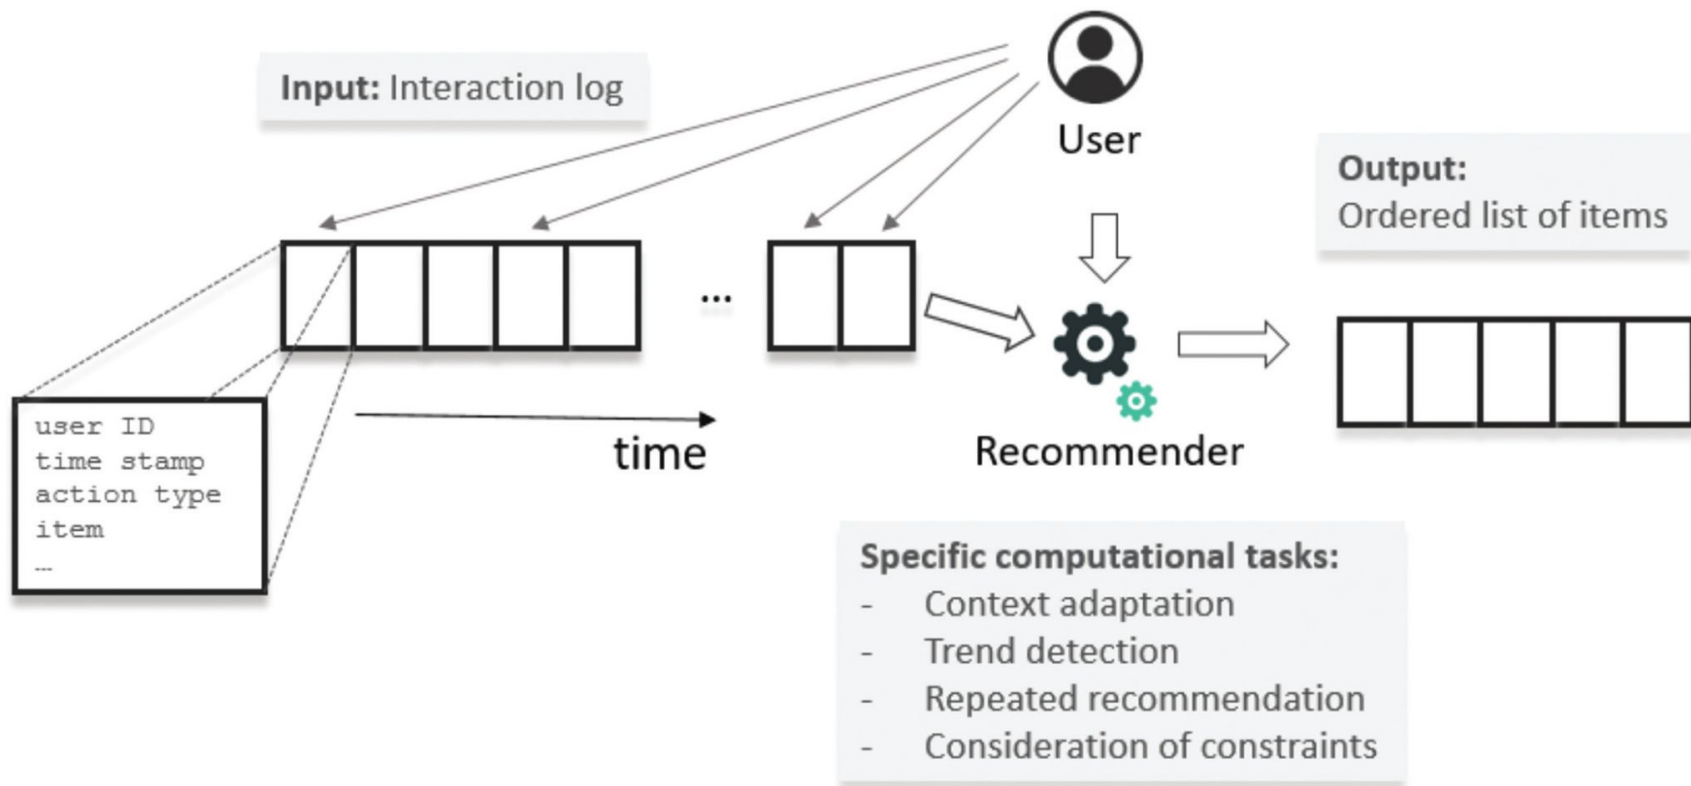 Input: Interaction log
User
Output:
Ordered list of items
...
user ID
time stamp
action type
item
…
time
Recommender
Specific computational tasks:
- Context adaptation
- Trend detection
- Repeated recommendation
- Consideration of constraints